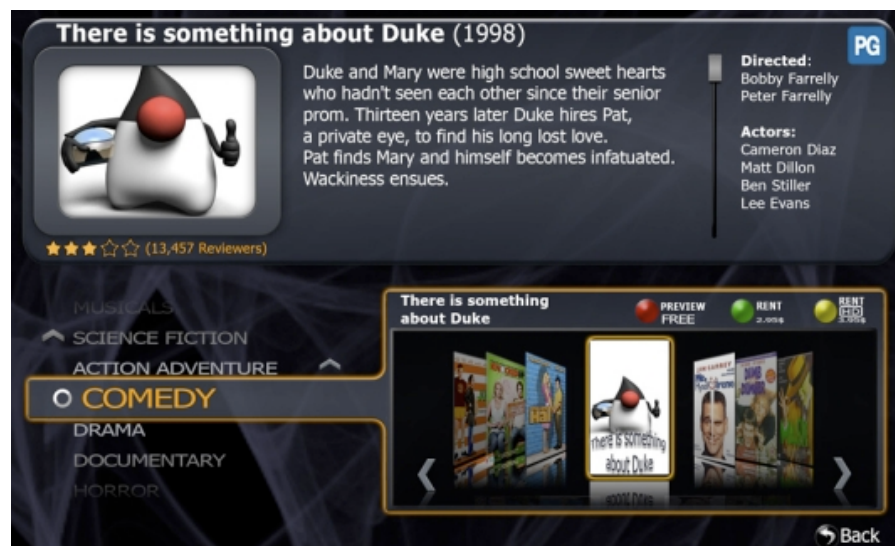 There is something about Duke (1998)
PG
Duke and Mary were high school sweet hearts
who hadn't seen each other since their senior
prom. Thirteen years later Duke hires Pat,
a private eye, to find his long lost love.
Pat finds Mary and himself becomes infatuated.
Wackiness ensues.
Directed:
Bobby Farrelly
Peter Farrelly
Actors:
Cameron Diaz
Matt Dillon
Ben Stiller
Lee Evans
(13,457 Reviewers)
MUSICALS
SCIENCE FICTION
ACTION ADVENTURE
COMEDY
DRAMA
DOCUMENTARY
HORROR
There is something
about Duke
PREVIEW
FREE
RENT
2.99$
RENT
HD
There is something
about Duke
Back